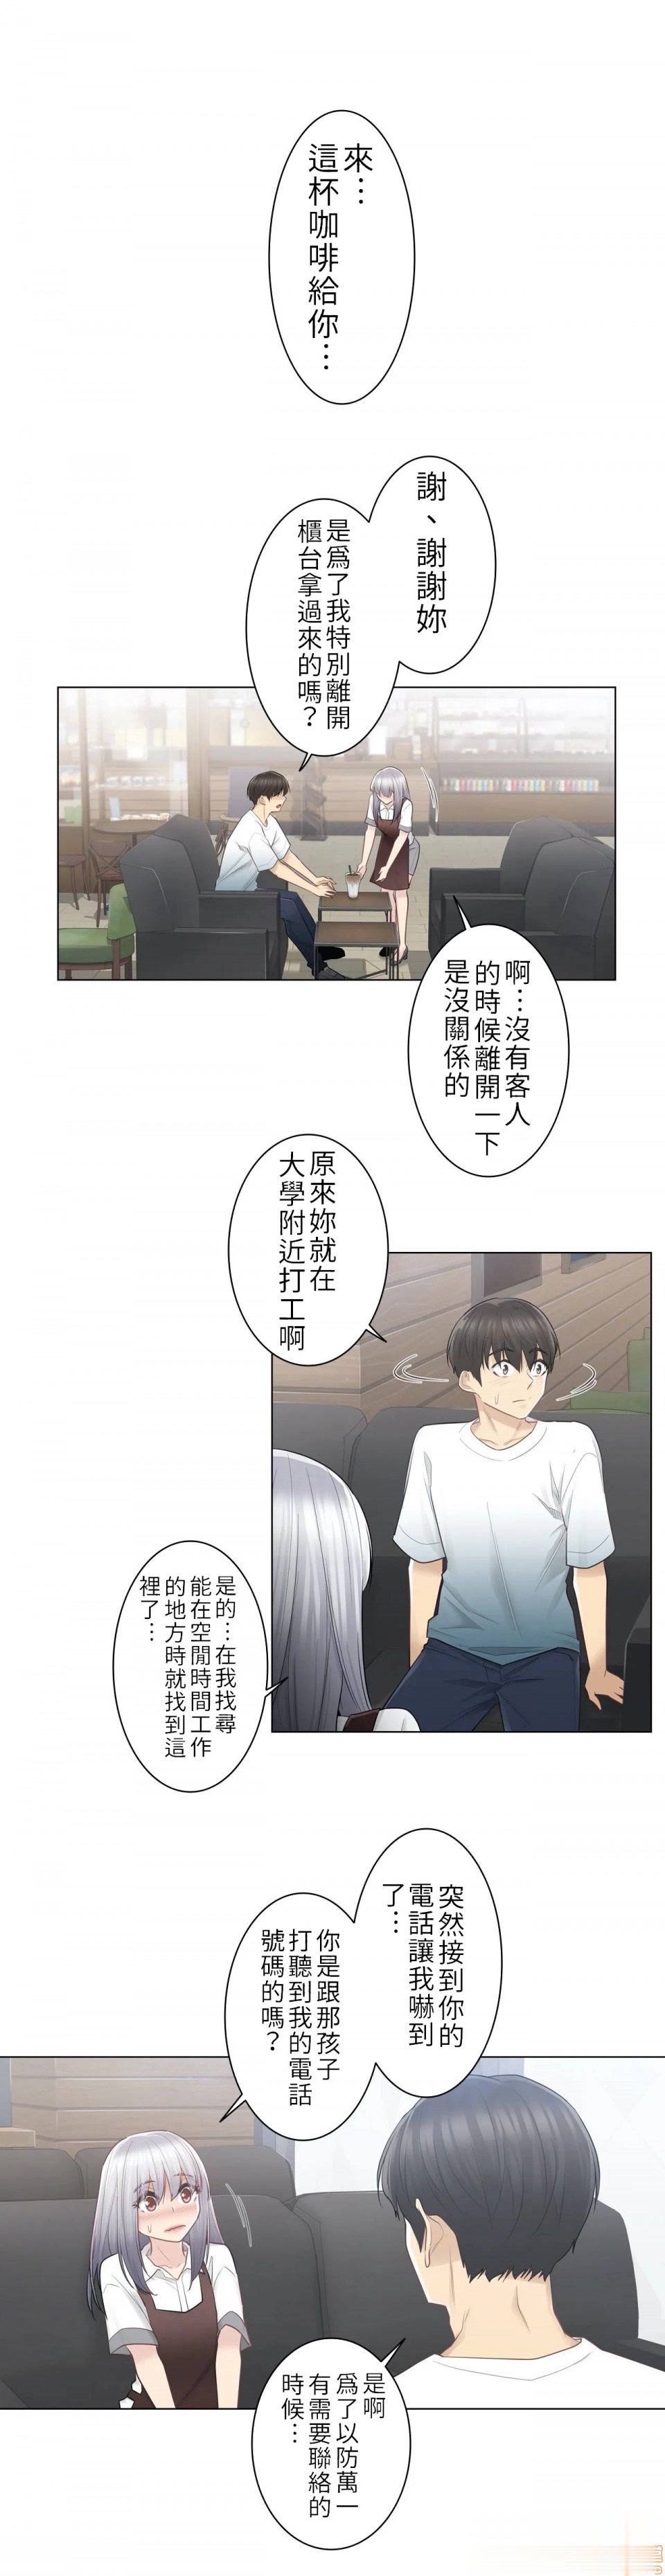 來⋯
這杯咖啡給你⋯
謝、謝謝妳
是爲了我特別離開
櫃台拿過來的嗎？
啊⋯沒有客人
的時候離開一下
是沒關係的
原來妳就在
大學附近打工啊
是的⋯在我找尋
能在空閒時間工作
的地方時就找到這
裡了⋯
突然接到你的
電話讓我嚇到
了⋯
你是跟那孩子
打聽到我的電話
號碼的嗎？
是啊
爲了以防萬一
有需要聯絡的
時候⋯